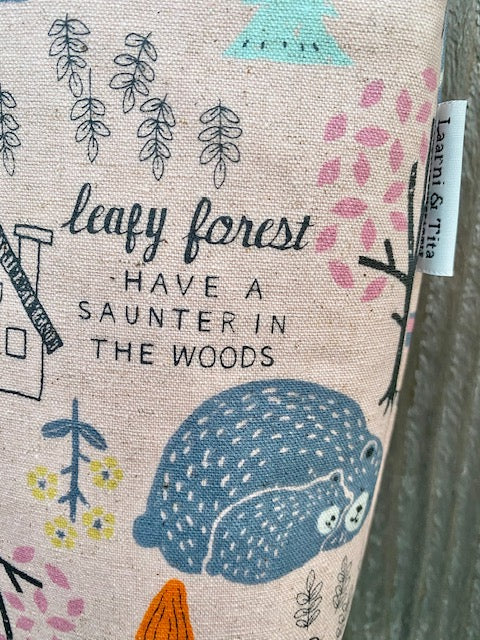 leafy forest
HAVE A
SAUNTER IN
THE WOODS
Laarni & Tita